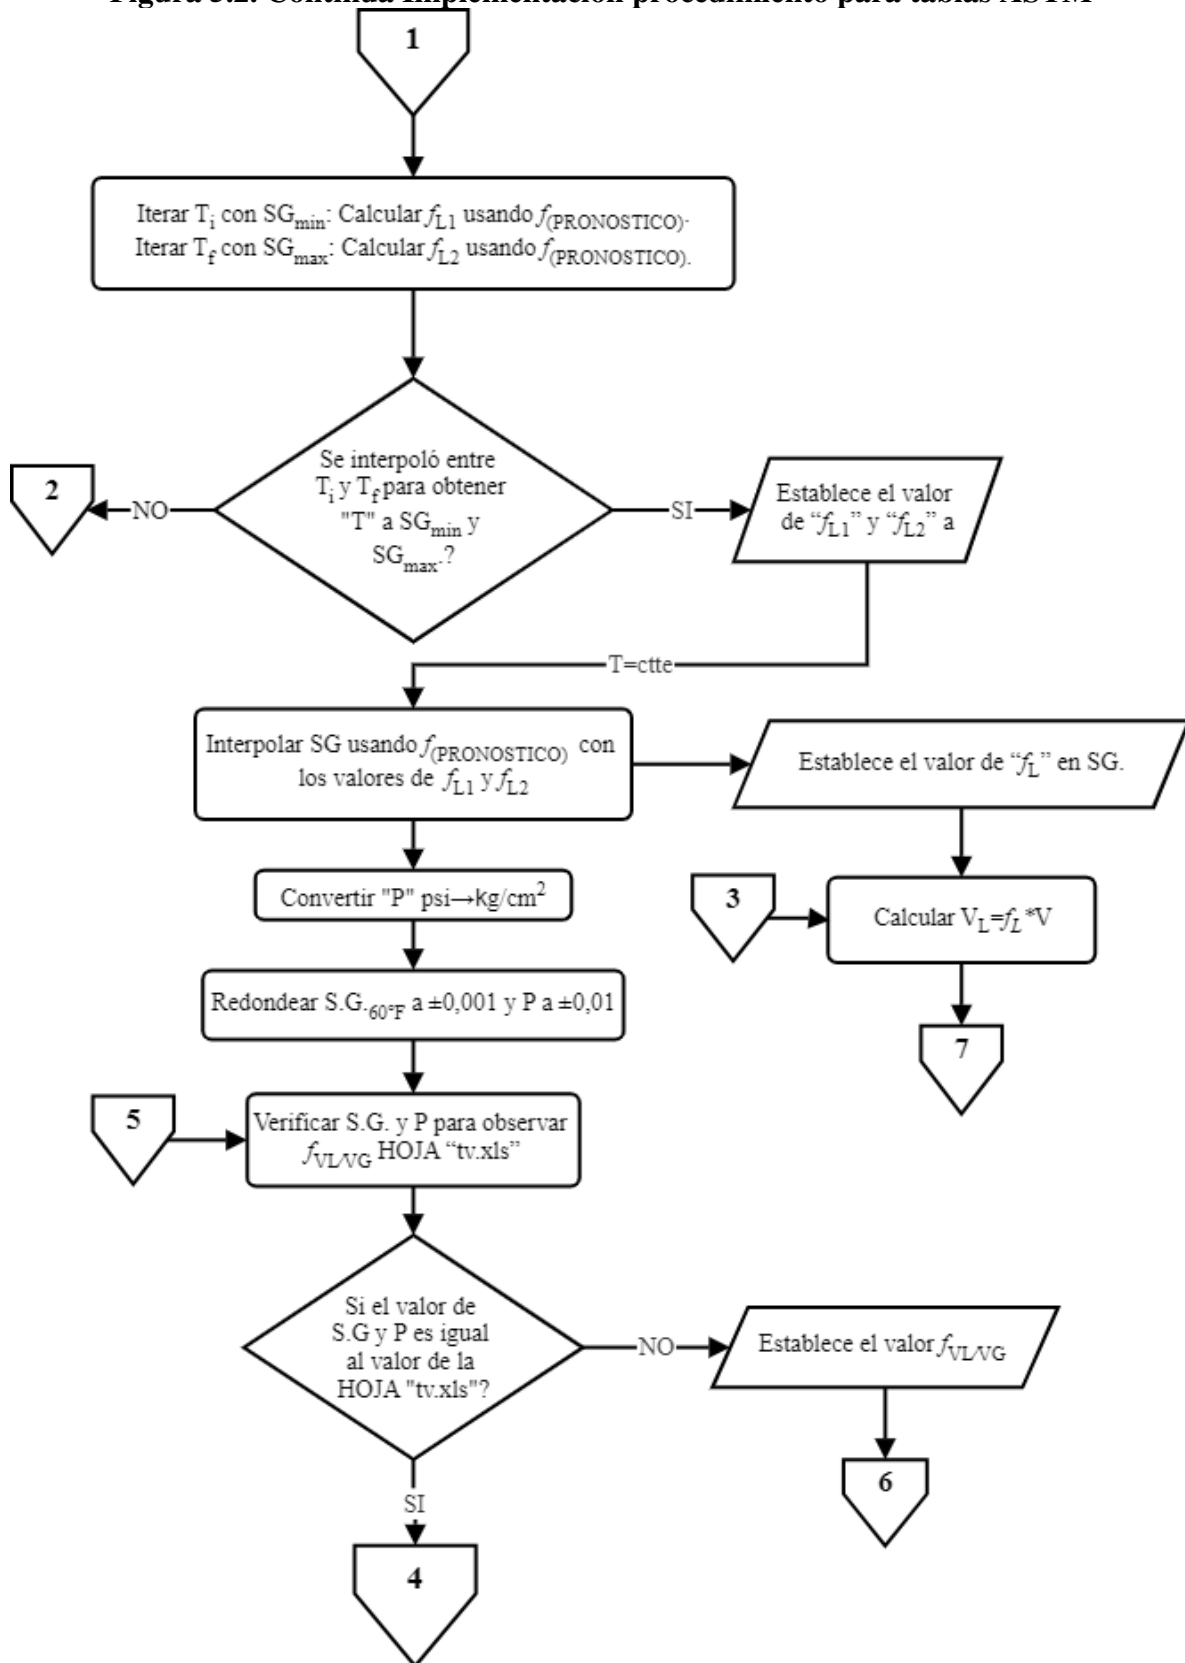 Figura 3.2. Continua Implementación procedimiento para tablas ASTM
1
Iterar Ti con SGmin: Calcular fL1 usando f(PRONOSTICO).
Iterar Tf con SGmax: Calcular fL2 usando f(PRONOSTICO).
Se interpoló entre
Ti y Tf para obtener
"T" a SGmin y
SGmax.?
NO
2
SI
Establece el valor
de “fL1” y “fL2” a
T=ctte
Interpolar SG usando f(PRONOSTICO) con
los valores de fL1 y fL2
Establece el valor de “fL” en SG.
Convertir "P" psi→kg/cm2
3
Calcular VL=fL*V
Redondear S.G.60°F a ±0,001 y P a ±0,01
7
5
Verificar S.G. y P para observar
fVL/VG HOJA “tv.xls”
Si el valor de
S.G y P es igual
al valor de la
HOJA "tv.xls"?
NO
Establece el valor fVL/VG
6
SI
4